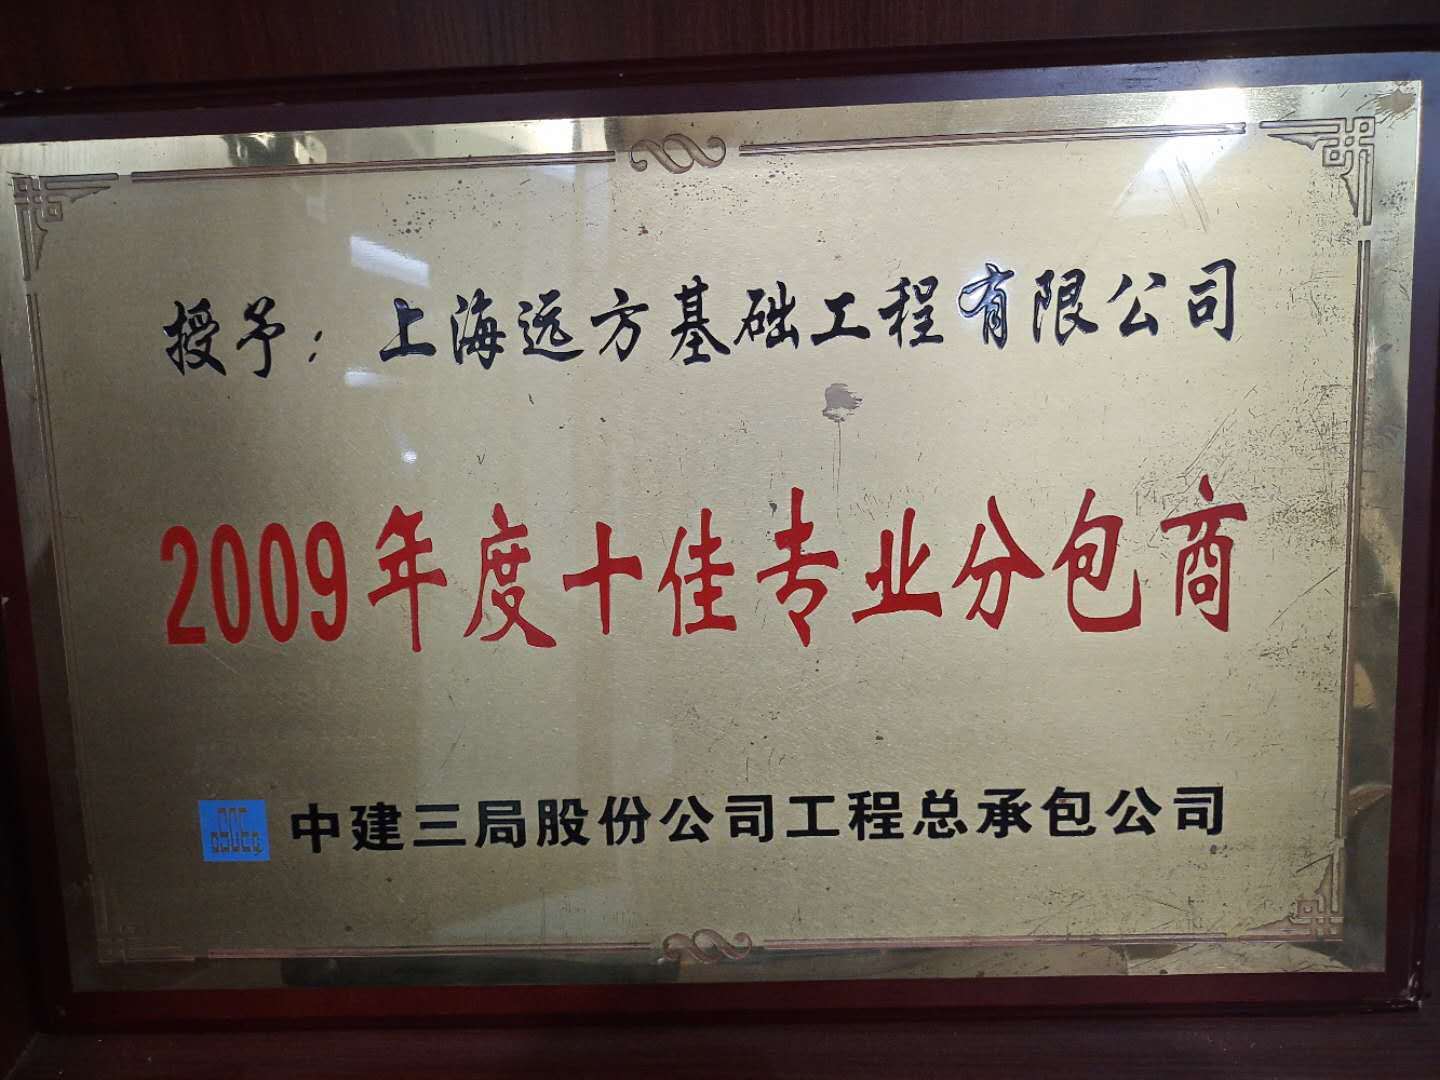 授予：上海远方基础工程有限公司
2009年度十佳专业分包商
中建三局股份公司工程总承包公司